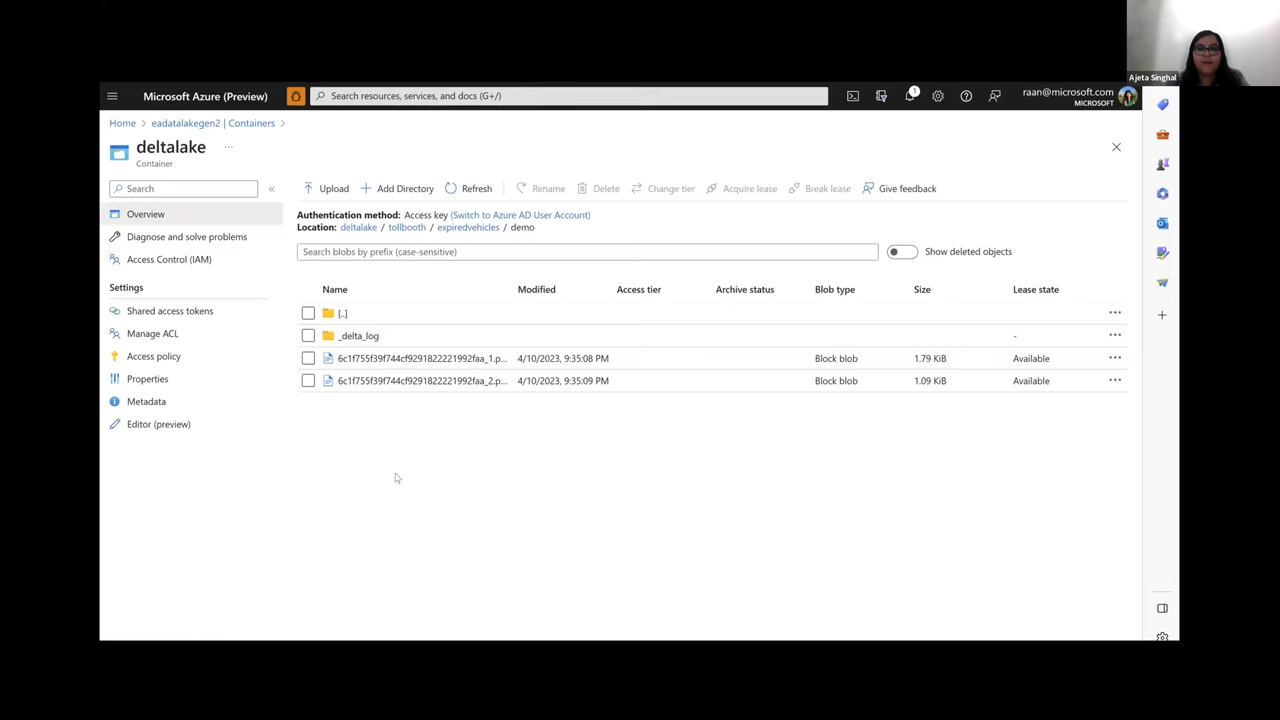 Ajeta Singhal
Microsoft Azure (Preview)
Search resources, services, and docs (G+/)
1
raan@microsoft.com
MICROSOFT
Home > eadatalakegen2 | Containers >
deltalake ...
Container
Search
«
Overview
Diagnose and solve problems
Access Control (IAM)
Settings
Shared access tokens
Manage ACL
Access policy
Properties
Metadata
Editor (preview)
Upload + Add Directory Refresh Rename Delete Change tier Acquire lease Break lease Give feedback
Authentication method: Access key (Switch to Azure AD User Account)
Location: deltalake / tollbooth / expiredvehicles / demo
Search blobs by prefix (case-sensitive) Show deleted objects
Name Modified Access tier Archive status Blob type Size Lease state
[..] ...
_delta_log - ...
6c1f755f39f744cf9291822221992faa_1.p... 4/10/2023, 9:35:08 PM Block blob 1.79 KiB Available ...
6c1f755f39f744cf9291822221992faa_2.p... 4/10/2023, 9:35:09 PM Block blob 1.09 KiB Available ...